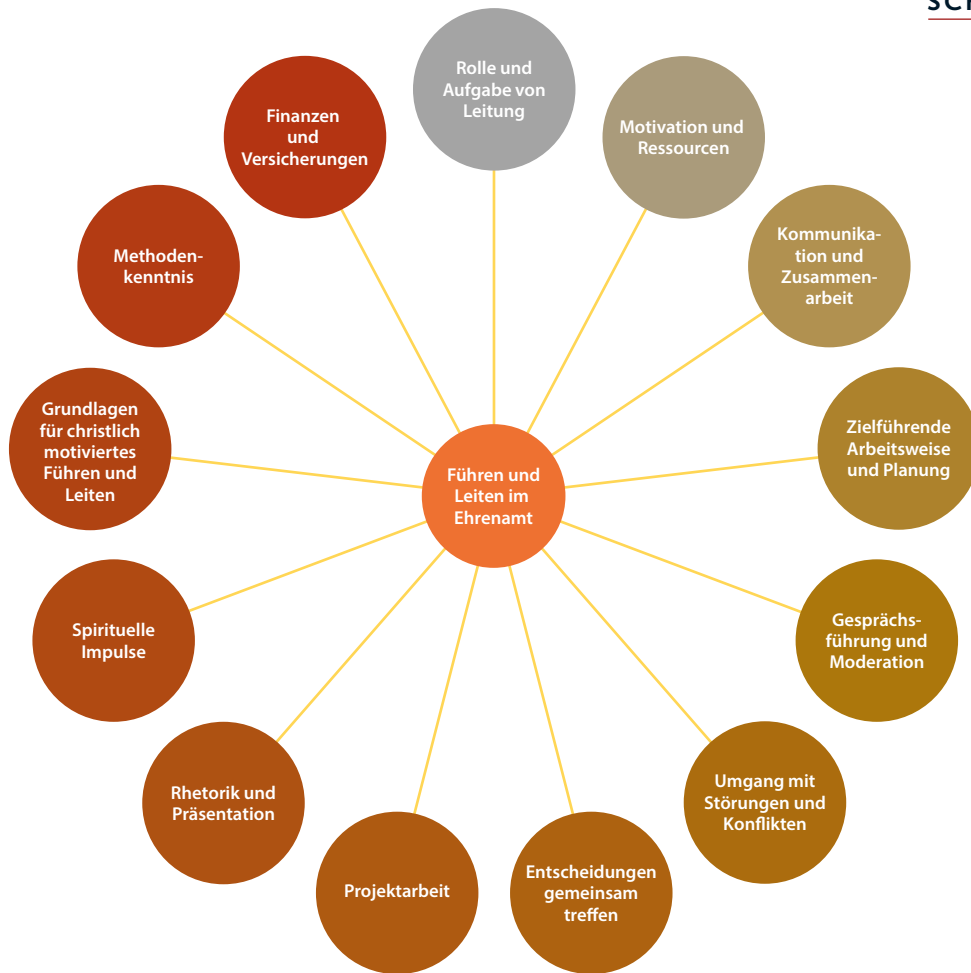 Rolle und
Aufgabe von
Leitung
Motivation und
Ressourcen
Kommunika-
tion und
Zusammen-
arbeit
Zielführende
Arbeitsweise
und Planung
Gesprächs-
führung und
Moderation
Umgang mit
Störungen und
Konflikten
Entscheidungen
gemeinsam
treffen
Projektarbeit
Rhetorik und
Präsentation
Spirituelle
Impulse
Grundlagen
für christlich
motiviertes
Führen und
Leiten
Methoden-
kenntnis
Finanzen
und
Versicherungen
Führen und
Leiten im
Ehrenamt